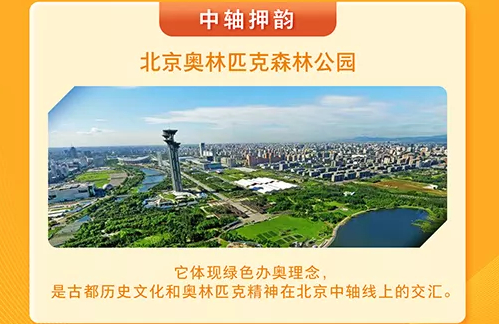 中轴押韵
北京奥林匹克森林公园
它体现绿色办奥理念，
是古都历史文化和奥林匹克精神在北京中轴线上的交汇。